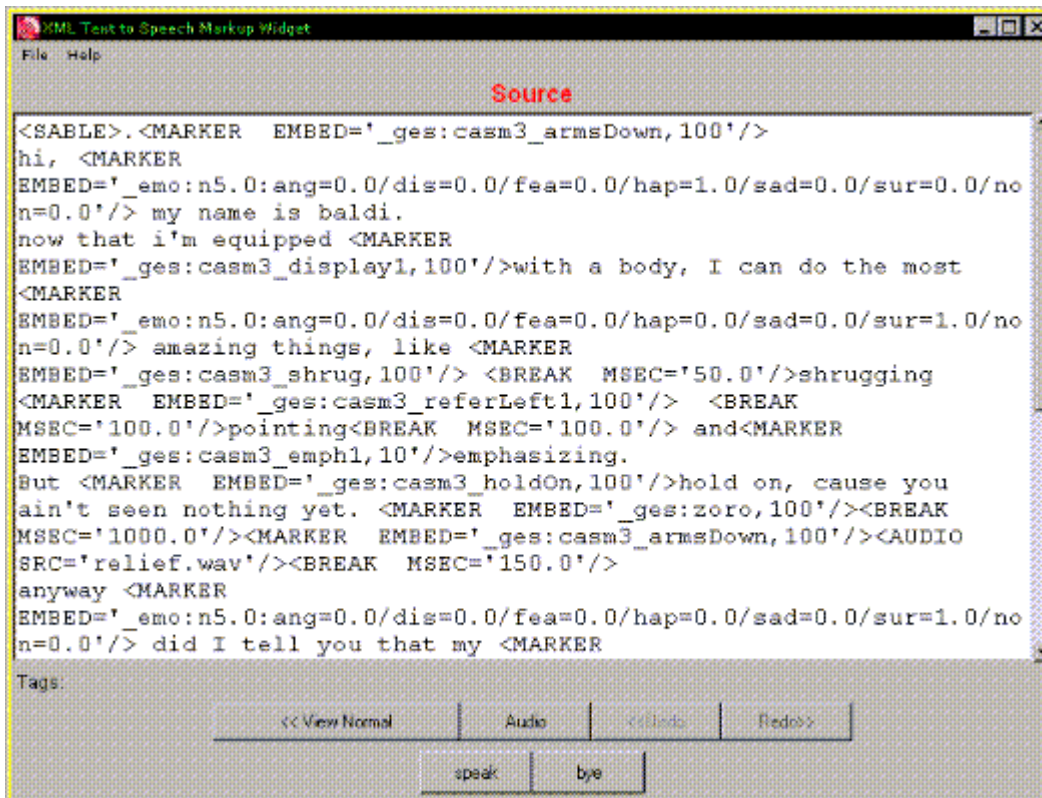 XML Text to Speech Markup Widget
File Help
Source
<SABLE>.<MARKER  EMBED='_ges:casm3_armsDown,100'/>
hi, <MARKER
EMBED='_emo:n5.0:ang=0.0/dis=0.0/fea=0.0/hap=1.0/sad=0.0/sur=0.0/no
n=0.0'/> my name is baldi.
now that i'm equipped <MARKER
EMBED='_ges:casm3_display1,100'/>with a body, I can do the most
<MARKER
EMBED='_emo:n5.0:ang=0.0/dis=0.0/fea=0.0/hap=0.0/sad=0.0/sur=1.0/no
n=0.0'/> amazing things, like <MARKER
EMBED='_ges:casm3_shrug,100'/> <BREAK  MSEC='50.0'/>shrugging
<MARKER  EMBED='_ges:casm3_referLeft1,100'/>  <BREAK
MSEC='100.0'/>pointing<BREAK  MSEC='100.0'/> and<MARKER
EMBED='_ges:casm3_emph1,10'/>emphasizing.
But <MARKER  EMBED='_ges:casm3_holdOn,100'/>hold on, cause you
ain't seen nothing yet. <MARKER  EMBED='_ges:zoro,100'/><BREAK
MSEC='1000.0'/><MARKER  EMBED='_ges:casm3_armsDown,100'/><AUDIO
SRC='relief.wav'/><BREAK  MSEC='150.0'/>
anyway <MARKER
EMBED='_emo:n5.0:ang=0.0/dis=0.0/fea=0.0/hap=0.0/sad=0.0/sur=1.0/no
n=0.0'/> did I tell you that my <MARKER
Tags:
<< View Normal Audio <<Undo Redo>>
speak bye